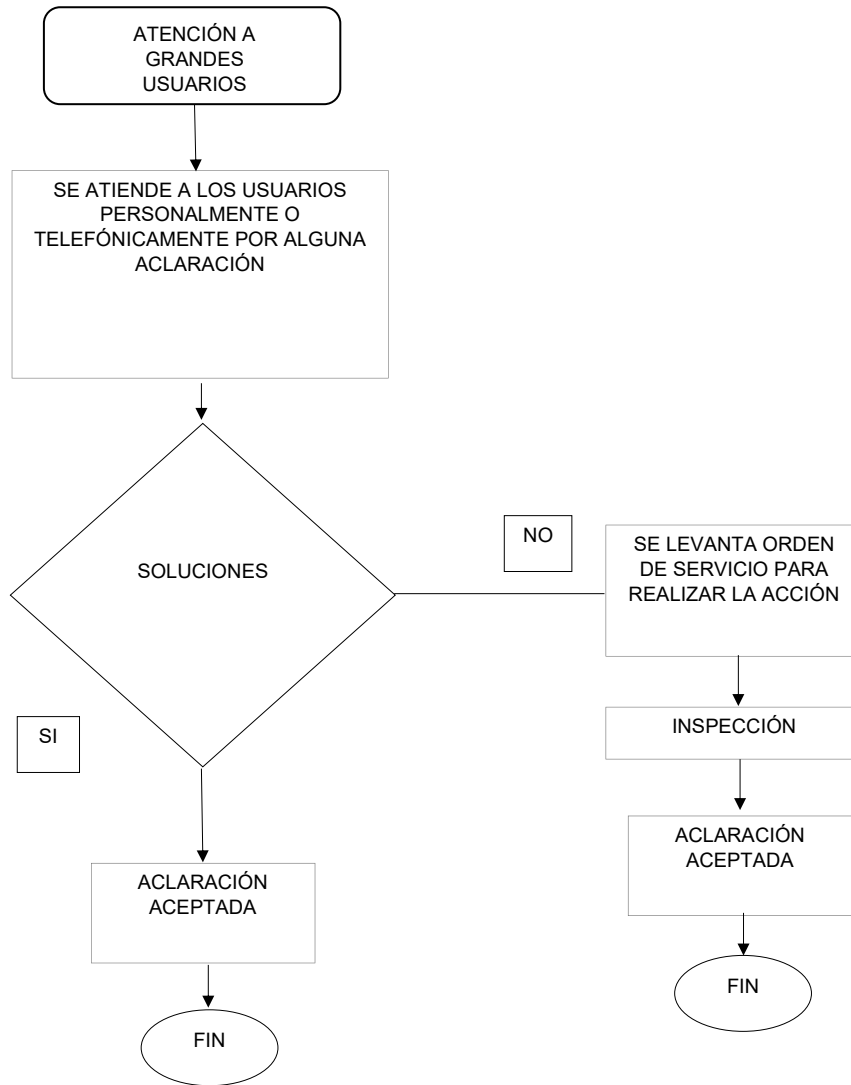 ATENCIÓN A
GRANDES
USUARIOS
SE ATIENDE A LOS USUARIOS
PERSONALMENTE O
TELEFÓNICAMENTE POR ALGUNA
ACLARACIÓN
SOLUCIONES
NO
SE LEVANTA ORDEN
DE SERVICIO PARA
REALIZAR LA ACCIÓN
SI
INSPECCIÓN
ACLARACIÓN
ACEPTADA
ACLARACIÓN
ACEPTADA
FIN
FIN